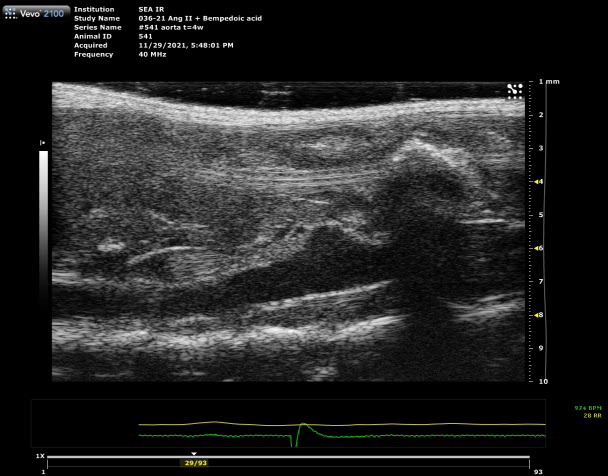 Vevo 2100
Institution SEA IR
Study Name 036-21 Ang II + Bempedoic acid
Series Name #541 aorta t=4w
Animal ID 541
Acquired 11/29/2021, 5:48:01 PM
Frequency 40 MHz
1 mm
2
3
4
5
6
7
8
9
10
974 BPM
28 RR
1X
29/93
1
93